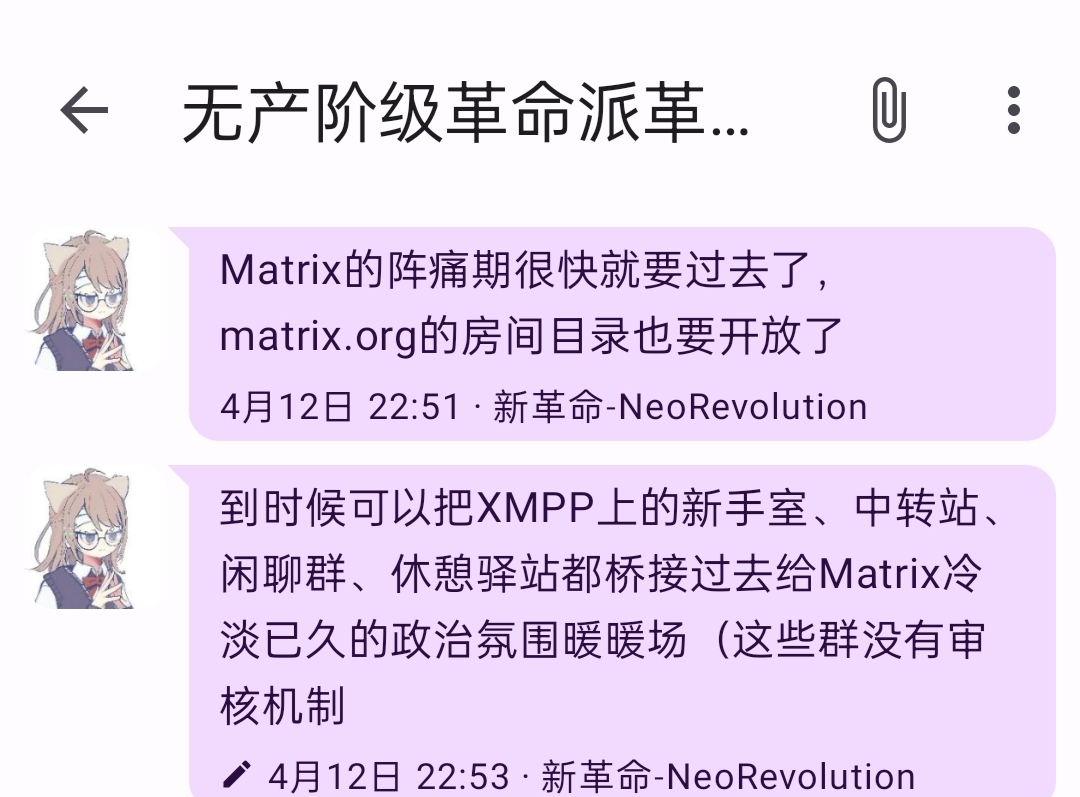 无产阶级革命派革...
Matrix的阵痛期很快就要过去了，
matrix.org的房间目录也要开放了
4月12日 22:51 · 新革命-NeoRevolution
到时候可以把XMPP上的新手室、中转站、
闲聊群、休憩驿站都桥接过去给Matrix冷
淡已久的政治氛围暖暖场（这些群没有审
核机制
4月12日 22:53 · 新革命-NeoRevolution